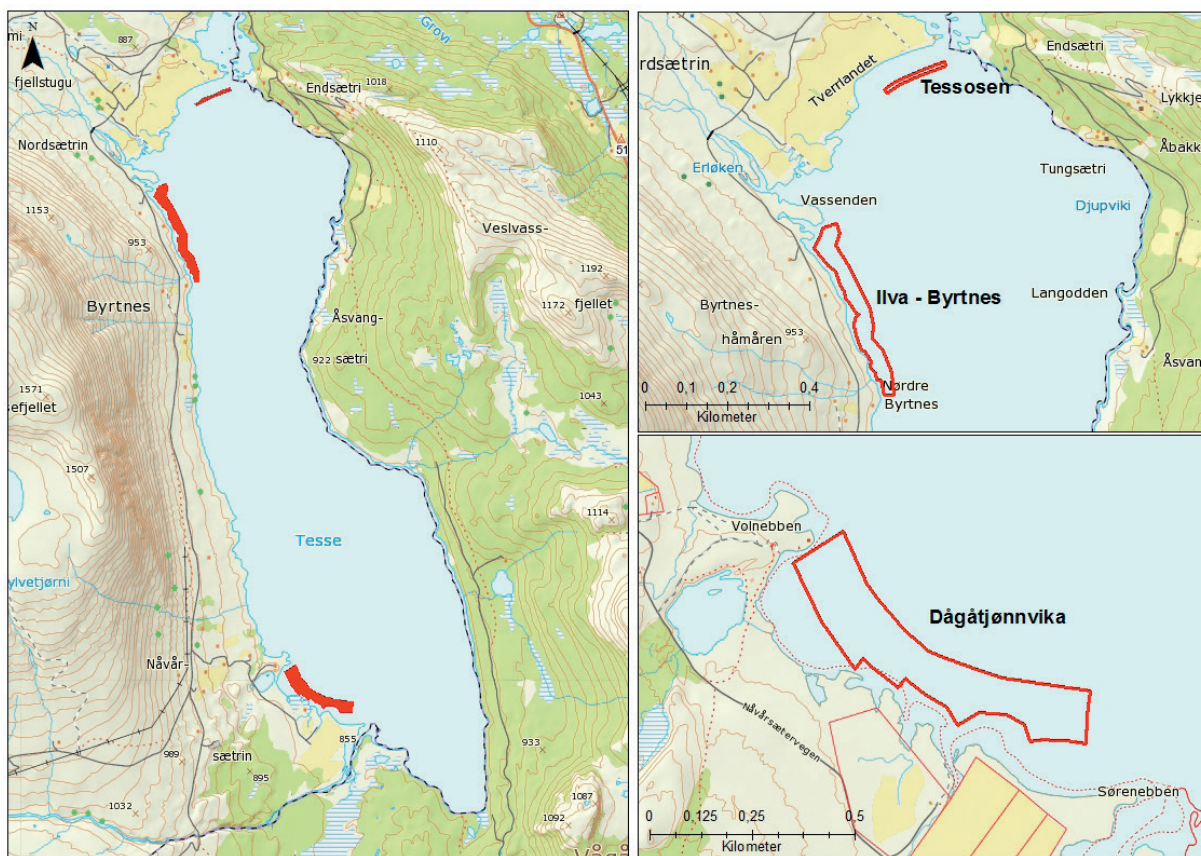 N
mi
887
Grovi
fjellstugu
Endsætri
1018
51
Nordsætrin
1110
1153
953
Veslvass-
1192
Byrtnes
1172
fjellet
Åsvang-
922
sætri
1571
sefjellet
1043
1507
1114
Tesse
ylvetjørni
Nåvår-
989
855
sætrin
895
933
1032
1087
1092
Vågå
rdsætrin
Tverrlandet
Endsætri
Tessosen
Lykkje
Åbakk
Erløken
Tungsætri
Vassenden
Djupviki
Ilva - Byrtnes
Langodden
Byrtnes-
953
håmåren
Åsvan
0 0,1 0,2 0,4
Nørdre
Kilometer
Byrtnes
Volnebben
Dågåtjønnvika
Nåvårsætervegen
Sørenebben
0 0,125 0,25 0,5
Kilometer